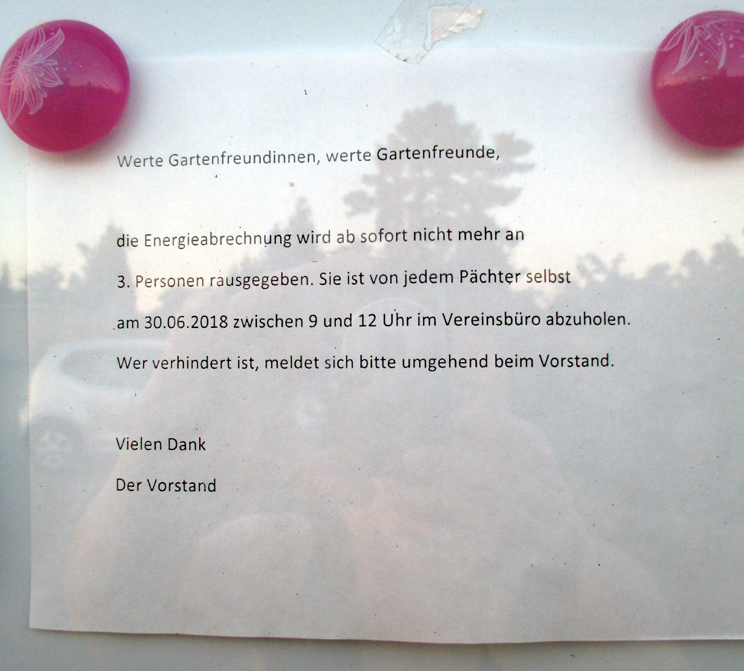 Werte Gartenfreundinnen, werte Gartenfreunde,
die Energieabrechnung wird ab sofort nicht mehr an
3. Personen rausgegeben. Sie ist von jedem Pächter selbst
am 30.06.2018 zwischen 9 und 12 Uhr im Vereinsbüro abzuholen.
Wer verhindert ist, meldet sich bitte umgehend beim Vorstand.
Vielen Dank
Der Vorstand